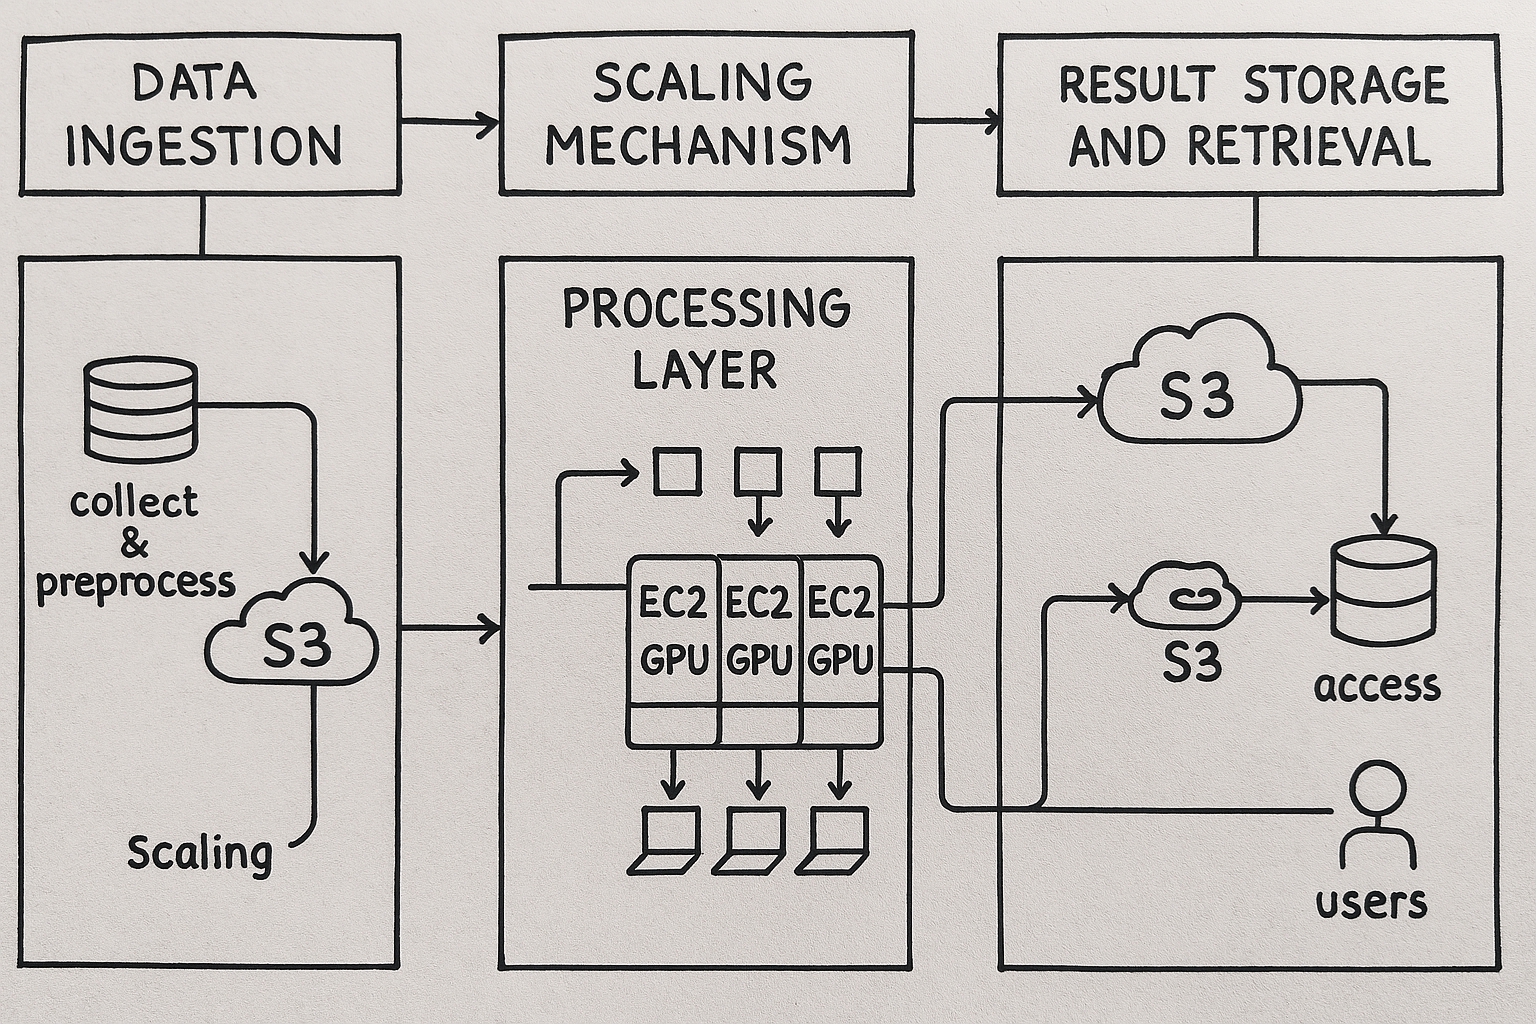 DATA
INGESTION
SCALING
MECHANISM
RESULT STORAGE
AND RETRIEVAL
collect
&
preprocess
S3
Scaling
PROCESSING
LAYER
EC2 EC2 EC2
GPU GPU GPU
S3
S3
access
users